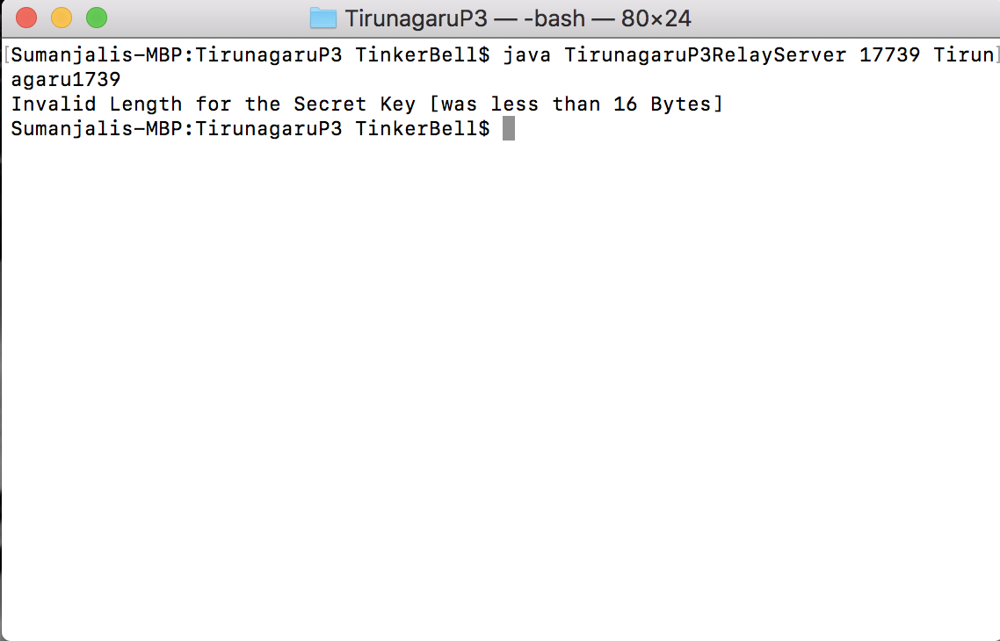 TirunagaruP3 — -bash — 80×24
[Sumanjalis-MBP:TirunagaruP3 TinkerBell$ java TirunagaruP3RelayServer 17739 Tirun]
agaru1739
Invalid Length for the Secret Key [was less than 16 Bytes]
Sumanjalis-MBP:TirunagaruP3 TinkerBell$